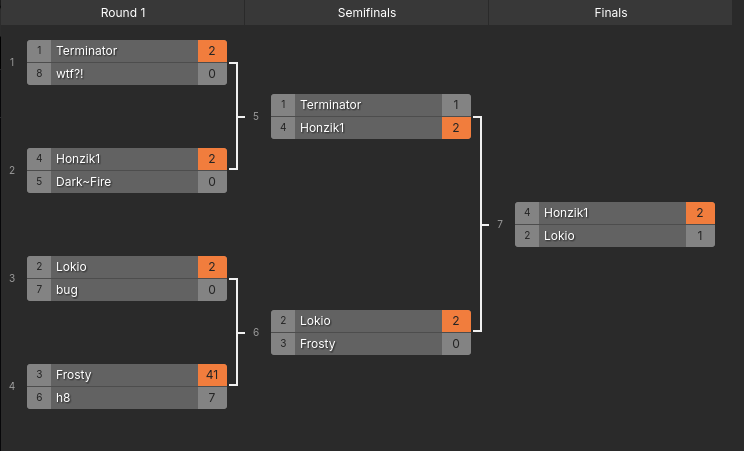 Round 1 Semifinals Finals
1 1 Terminator 2
8 wtf?! 0
5 1 Terminator 1
4 Honzik1 2
2 4 Honzik1 2
5 Dark~Fire 0
7 4 Honzik1 2
2 Lokio 1
3 2 Lokio 2
7 bug 0
6 2 Lokio 2
3 Frosty 0
4 3 Frosty 41
6 h8 7